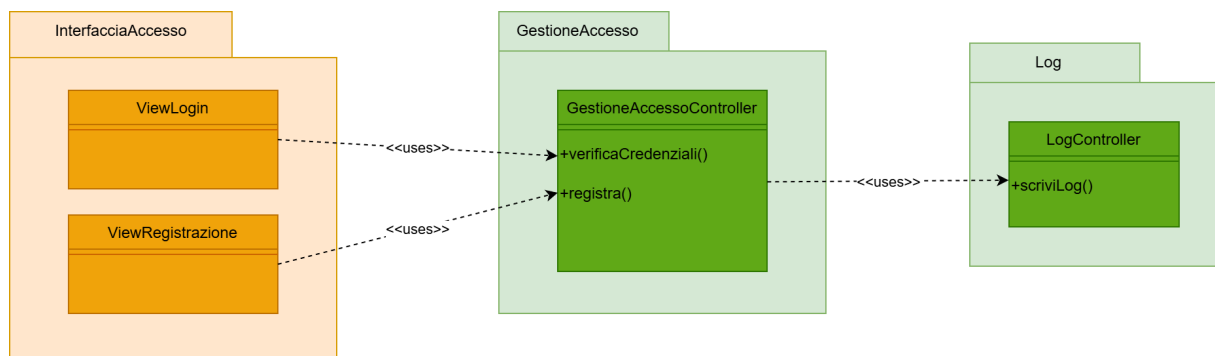 InterfacciaAccesso
ViewLogin
ViewRegistrazione
<<uses>>
<<uses>>
GestioneAccesso
GestioneAccessoController
+verificaCredenziali()
+registra()
<<uses>>
Log
LogController
+scriviLog()